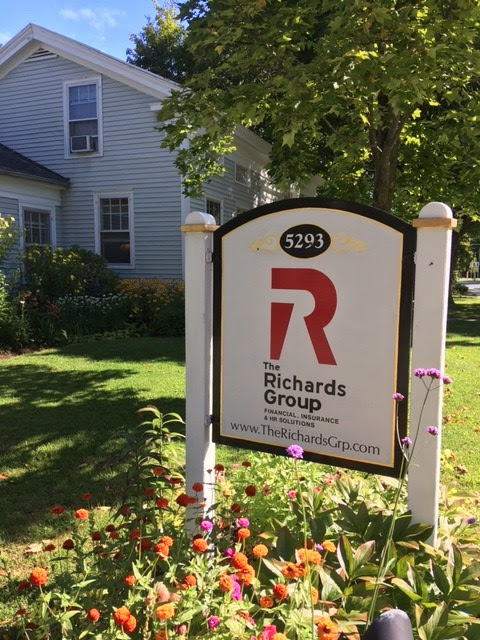 5293
R
The
Richards
Group
FINANCIAL, INSURANCE
& HR SOLUTIONS
www.TheRichardsGrp.com